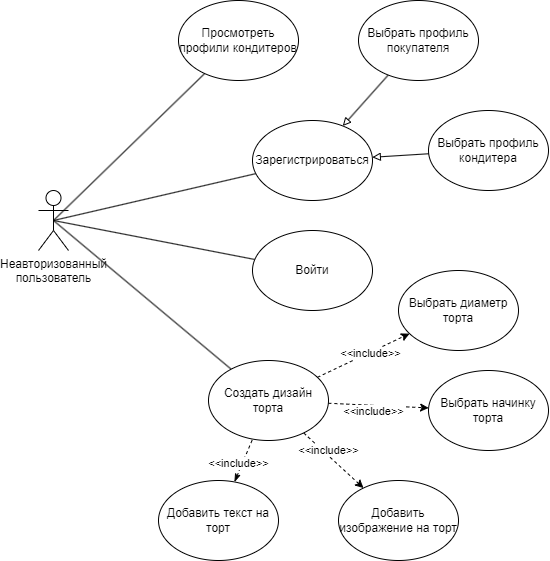 Просмотреть
профили кондитеров
Выбрать профиль
покупателя
Зарегистрироваться
Выбрать профиль
кондитера
Неавторизованный
пользователь
Войти
Выбрать диаметр
торта
<<include>>
Создать дизайн
торта
<<include>>
Выбрать начинку
торта
<<include>>
<<include>>
Добавить текст на
торт
Добавить
изображение на торт